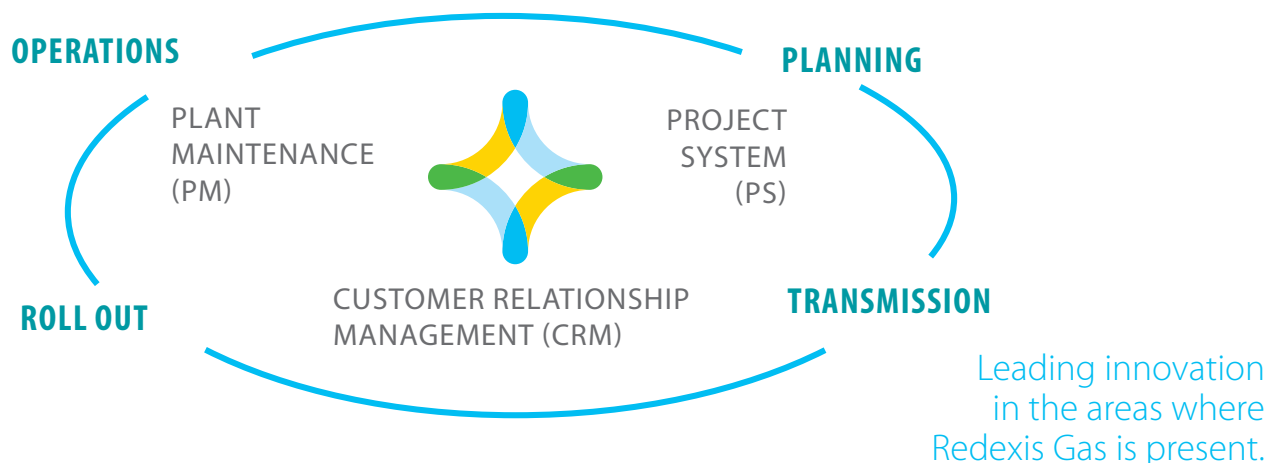 OPERATIONS
PLANNING
PLANT
MAINTENANCE
(PM)
PROJECT
SYSTEM
(PS)
CUSTOMER RELATIONSHIP
MANAGEMENT (CRM)
ROLL OUT
TRANSMISSION
Leading innovation
in the areas where
Redexis Gas is present.